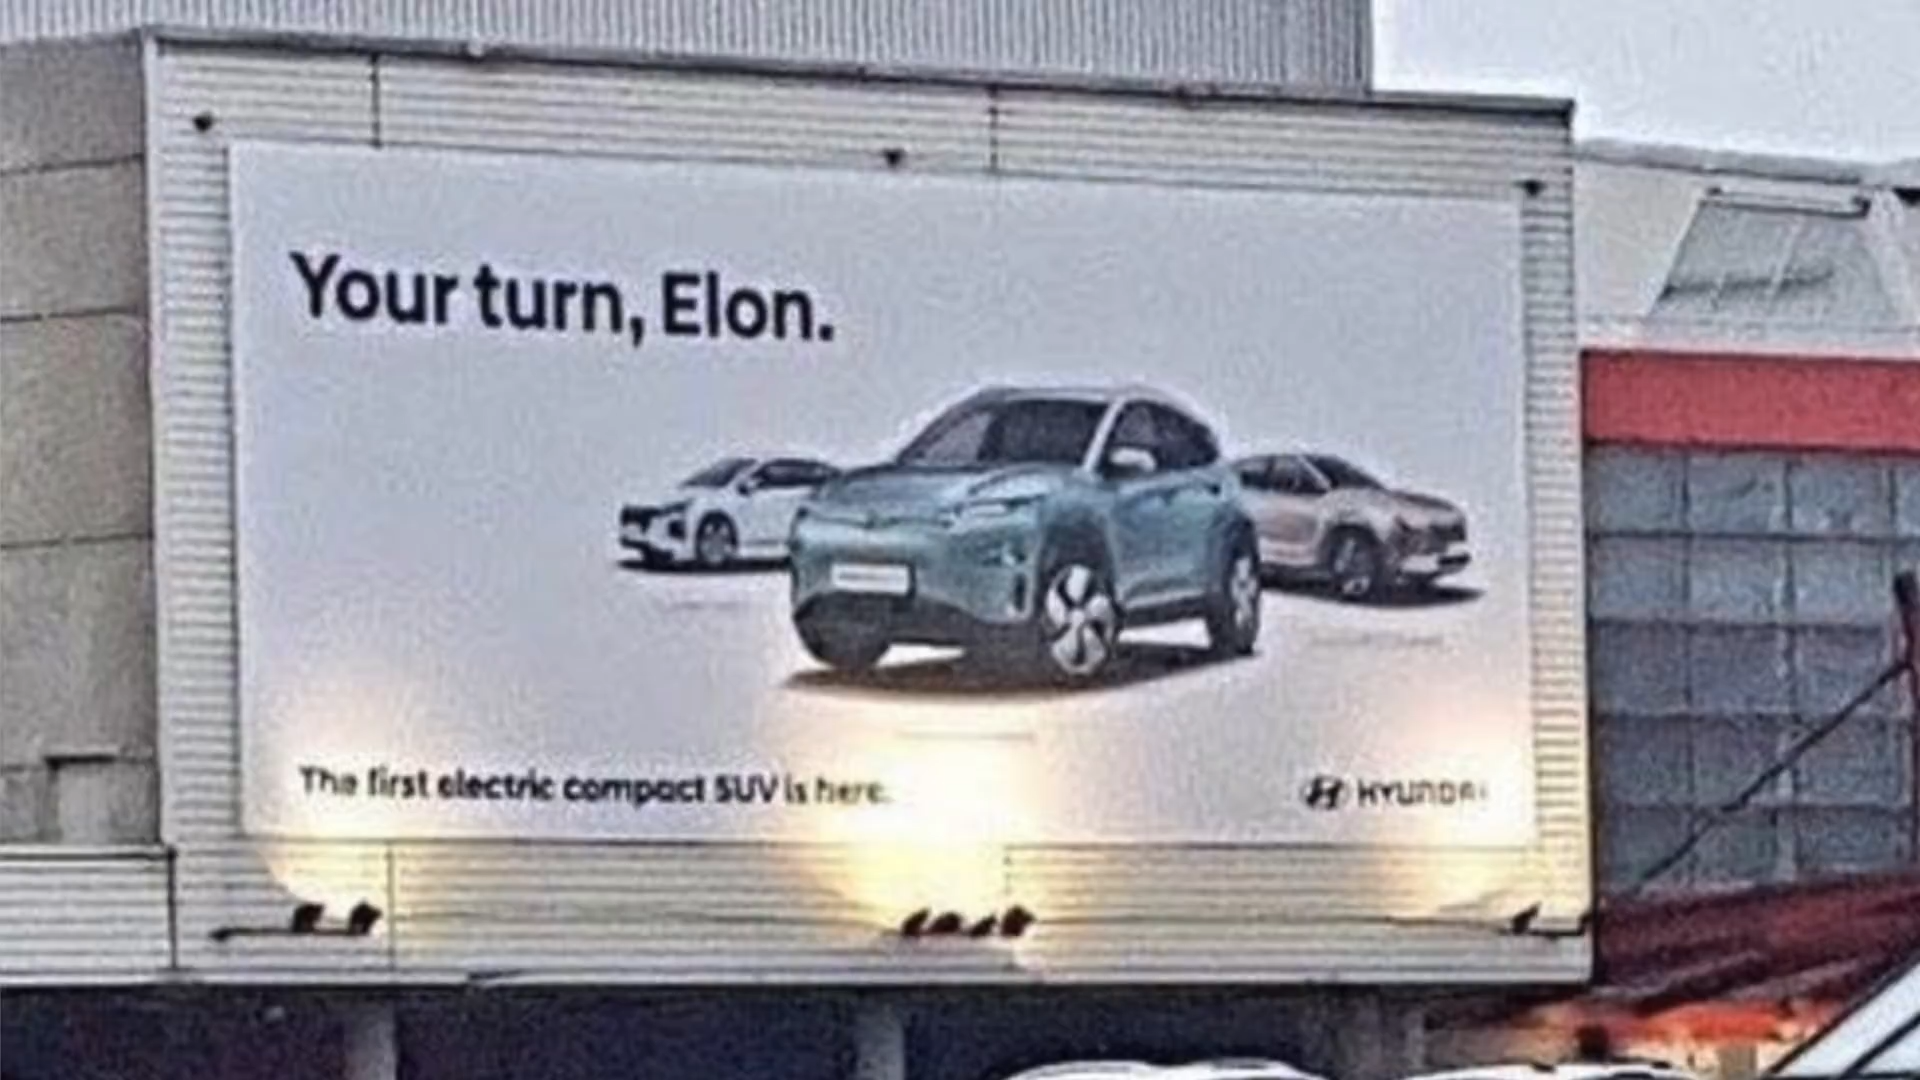 Your turn, Elon.
The first electric compact SUV is here.
HYUNDAI